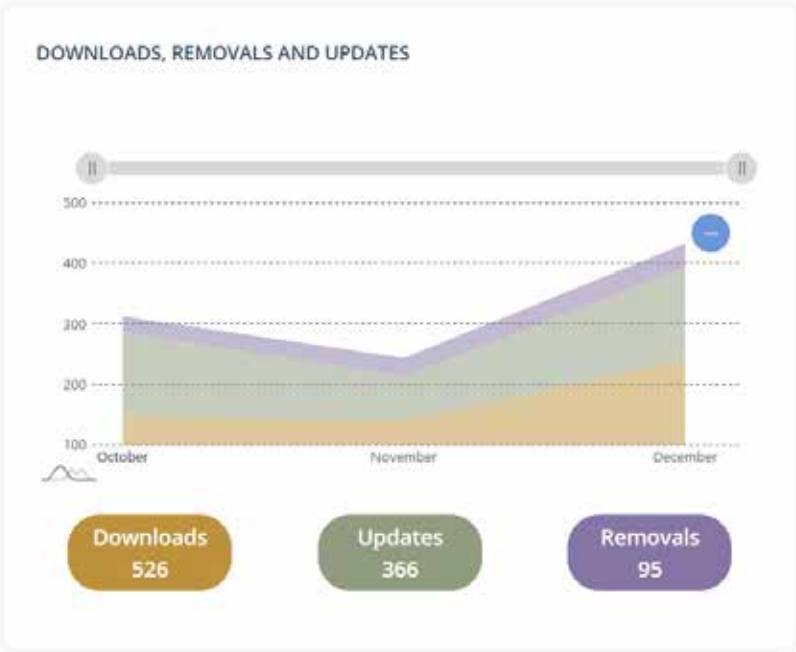 DOWNLOADS, REMOVALS AND UPDATES
500
400
300
200
100
October November December
Downloads Updates Removals
526 366 95